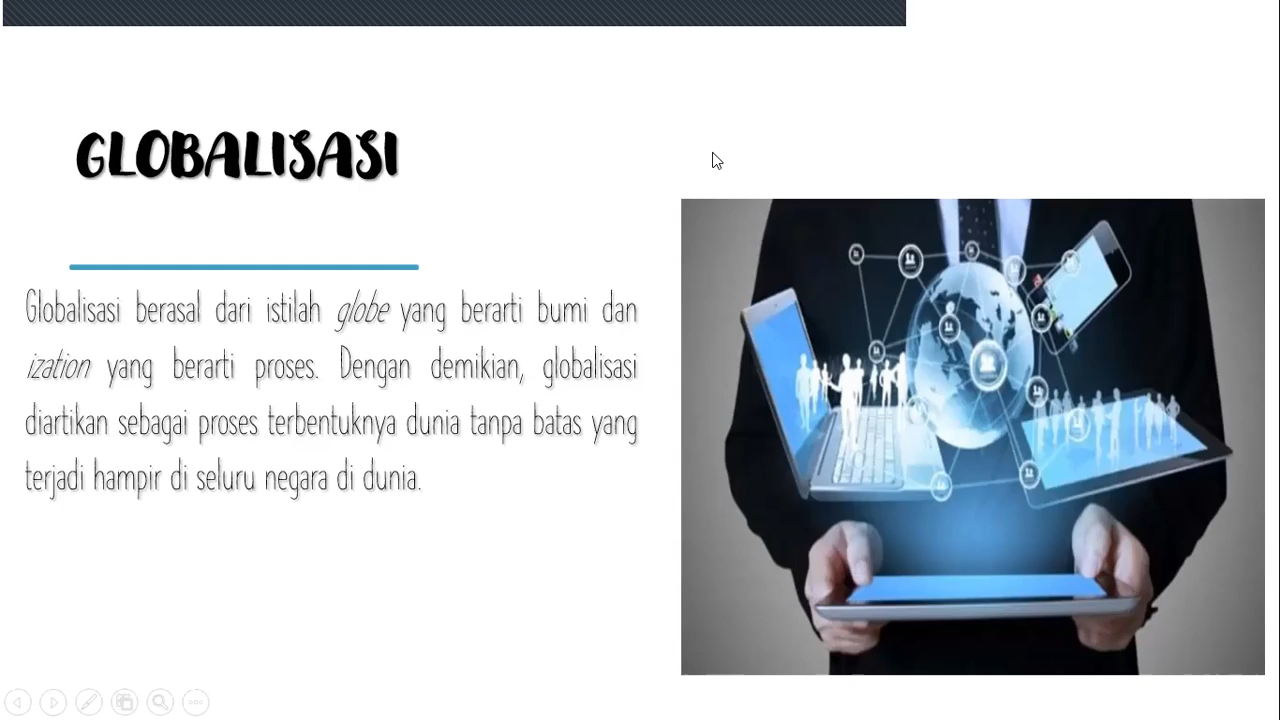 GLOBALISASI
Globalisasi berasal dari istilah globe yang berarti bumi dan
ization yang berarti proses. Dengan demikian, globalisasi
diartikan sebagai proses terbentuknya dunia tanpa batas yang
terjadi hampir di seluru negara di dunia.